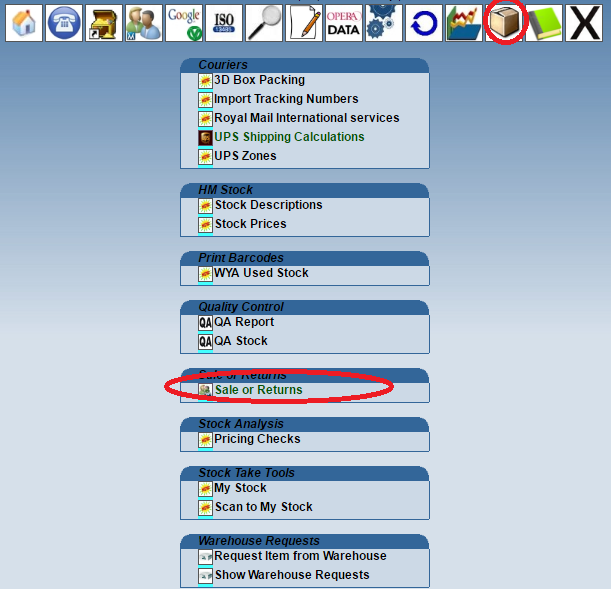 Google
ISO
13485
OPERA
DATA
M
Couriers
3D Box Packing
Import Tracking Numbers
Royal Mail International services
UPS Shipping Calculations
UPS Zones
HM Stock
Stock Descriptions
Stock Prices
Print Barcodes
WYA Used Stock
Quality Control
QA QA Report
QA QA Stock
Sale or Returns
Sale or Returns
Stock Analysis
Pricing Checks
Stock Take Tools
My Stock
Scan to My Stock
Warehouse Requests
Request Item from Warehouse
Show Warehouse Requests